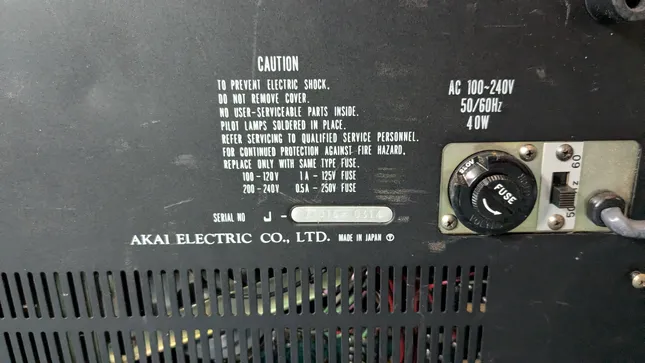 CAUTION
TO PREVENT ELECTRIC SHOCK.
DO NOT REMOVE COVER.
NO USER-SERVICEABLE PARTS INSIDE.
PILOT LAMPS SOLDERED IN PLACE.
REFER SERVICING TO QUALIFIED SERVICE PERSONNEL.
FOR CONTINUED PROTECTION AGAINST FIRE HAZARD,
REPLACE ONLY WITH SAME TYPE FUSE.
100-120V 1A-125V FUSE
200-240V 0.5A-250V FUSE
SERIAL NO J-
AKAI ELECTRIC CO., LTD. MADE IN JAPAN
AC 100~240V
50/60Hz
40W
FUSE
60
50 Hz